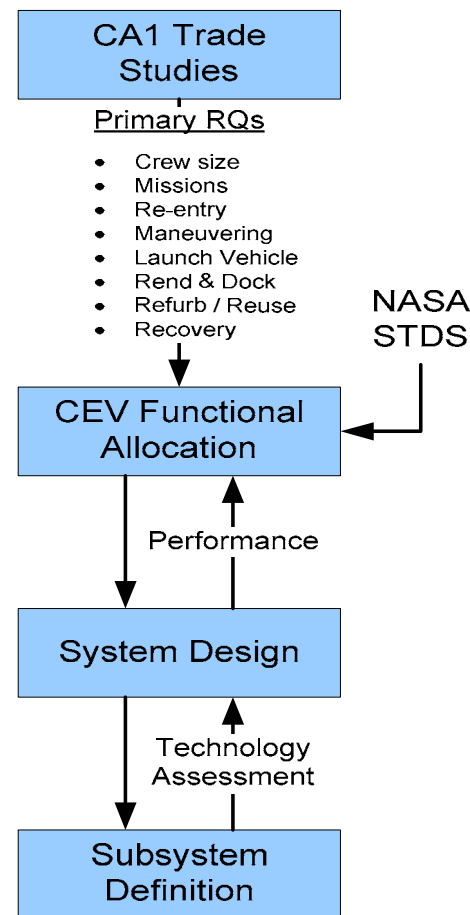 CA1 Trade
Studies
Primary RQs
• Crew size
• Missions
• Re-entry
• Maneuvering
• Launch Vehicle
• Rend & Dock
• Refurb / Reuse
• Recovery
NASA
STDS
CEV Functional
Allocation
Performance
System Design
Technology
Assessment
Subsystem
Definition